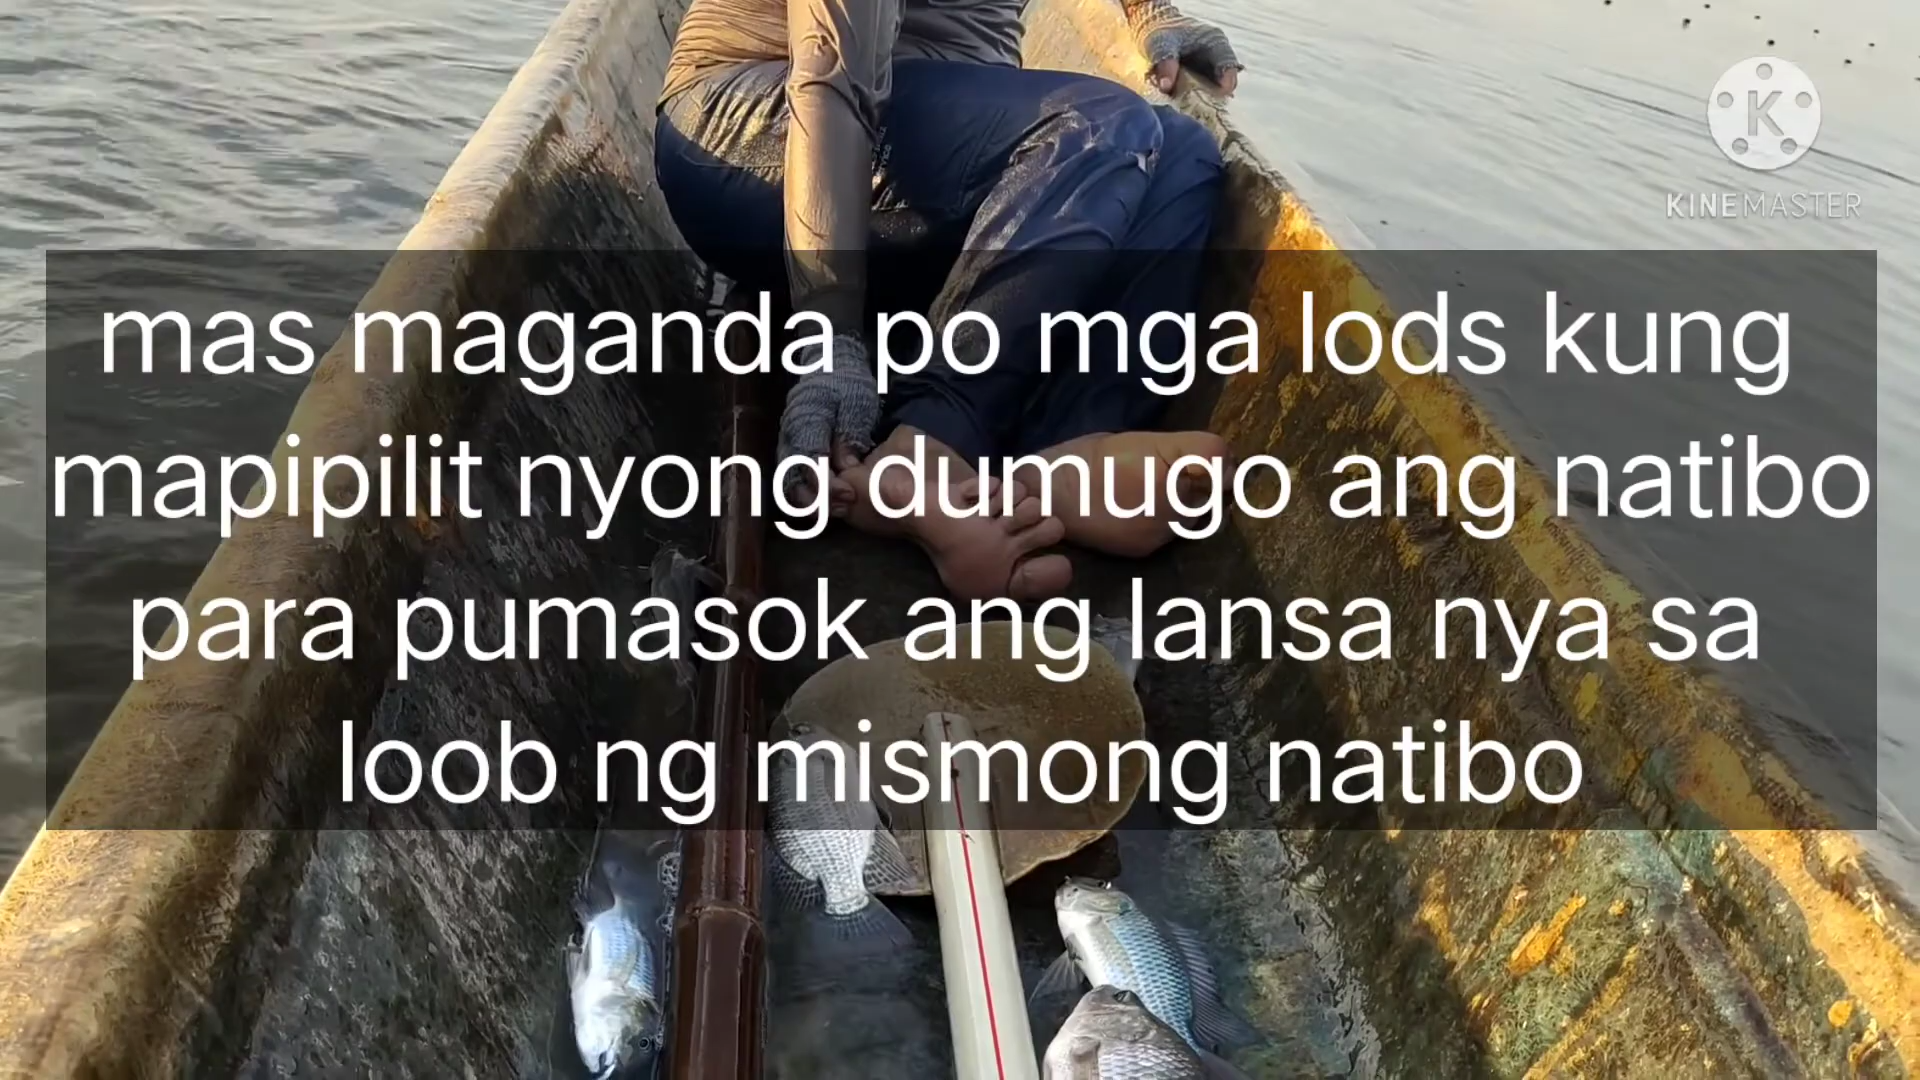 KINEMASTER
mas maganda po mga lods kung
mapipilit nyong dumugo ang natibo
para pumasok ang lansa nya sa
loob ng mismong natibo